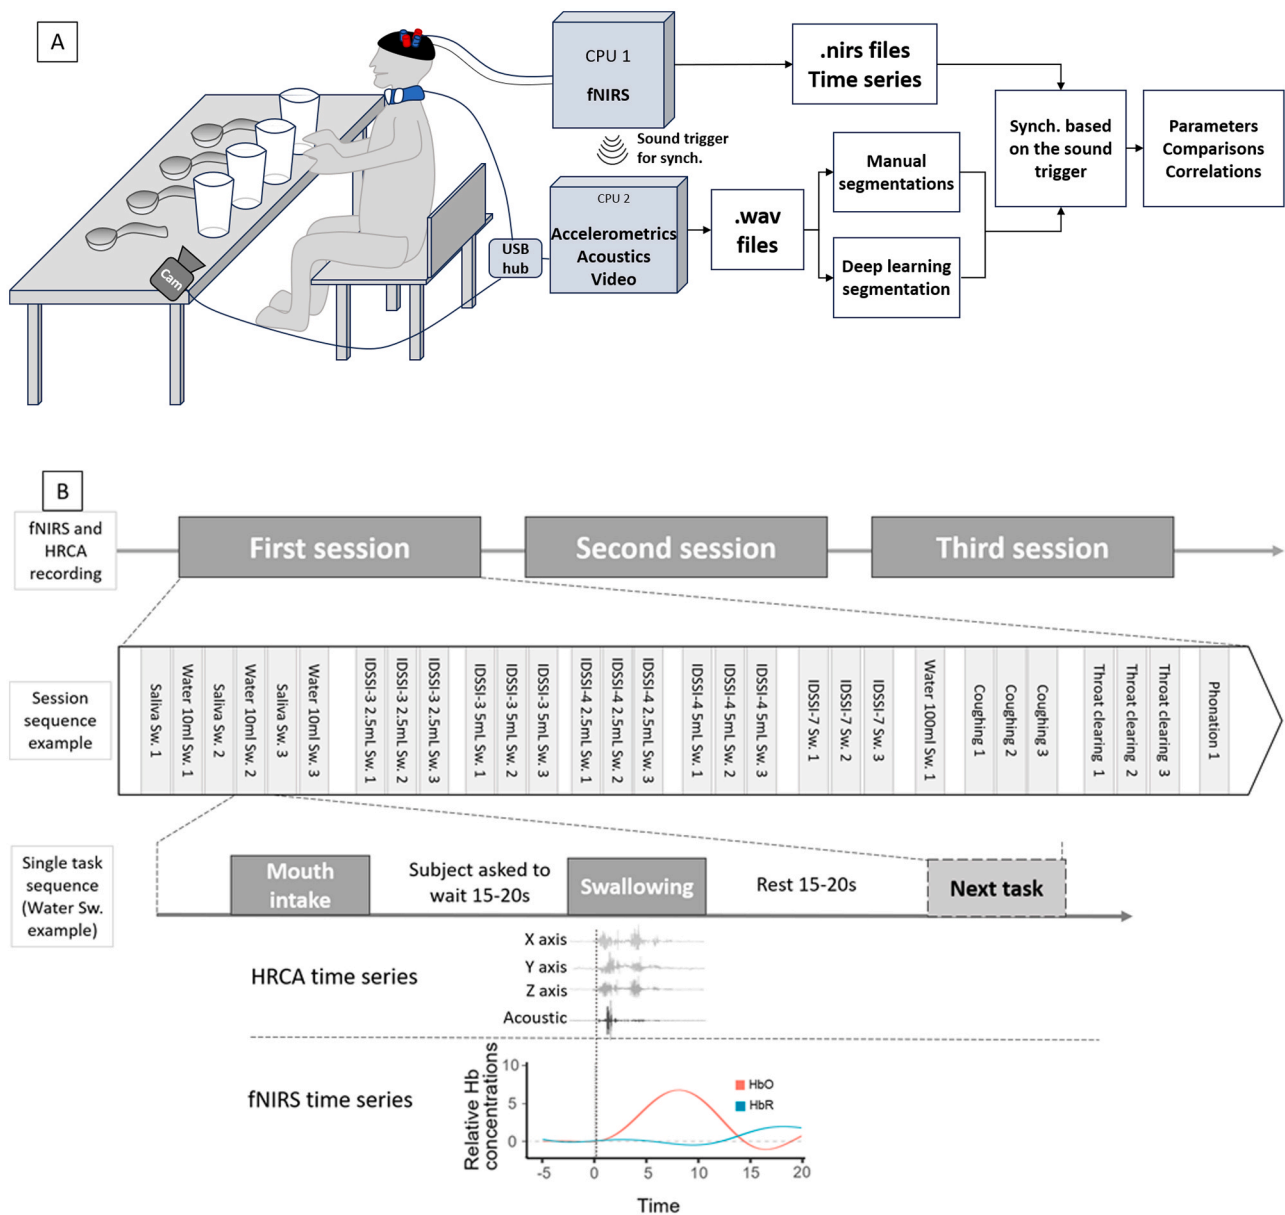 A
CPU 1
fNIRS
Sound trigger
for synch.
.nirs files
Time series
Synch. based
on the sound
trigger
Parameters
Comparisons
Correlations
Manual
segmentations
Deep learning
segmentation
CPU 2
Accelerometrics
Acoustics
Video
.wav
files
USB
hub
Cam
B
fNIRS and
HRCA
recording
First session
Second session
Third session
Session
sequence
example
Saliva Sw. 1
Water 10ml Sw. 1
Saliva Sw. 2
Water 10ml Sw. 2
Saliva Sw. 3
Water 10ml Sw. 3
IDSSI-3 2.5mL Sw. 1
IDSSI-3 2.5mL Sw. 2
IDSSI-3 2.5mL Sw. 3
IDSSI-3 5mL Sw. 1
IDSSI-3 5mL Sw. 2
IDSSI-3 5mL Sw. 3
IDSSI-4 2.5mL Sw. 1
IDSSI-4 2.5mL Sw. 2
IDSSI-4 2.5mL Sw. 3
IDSSI-4 5mL Sw. 1
IDSSI-4 5mL Sw. 2
IDSSI-4 5mL Sw. 3
IDSSI-7 Sw. 1
IDSSI-7 Sw. 2
IDSSI-7 Sw. 3
Water 100ml Sw. 1
Coughing 1
Coughing 2
Coughing 3
Throat clearing 1
Throat clearing 2
Throat clearing 3
Phonation 1
Single task
sequence
(Water Sw.
example)
Mouth
intake
Subject asked to
wait 15-20s
Swallowing
Rest 15-20s
Next task
HRCA time series
X axis
Y axis
Z axis
Acoustic
fNIRS time series
Relative Hb
concentrations
10
5
0
HbO
HbR
-5 0 5 10 15 20
Time